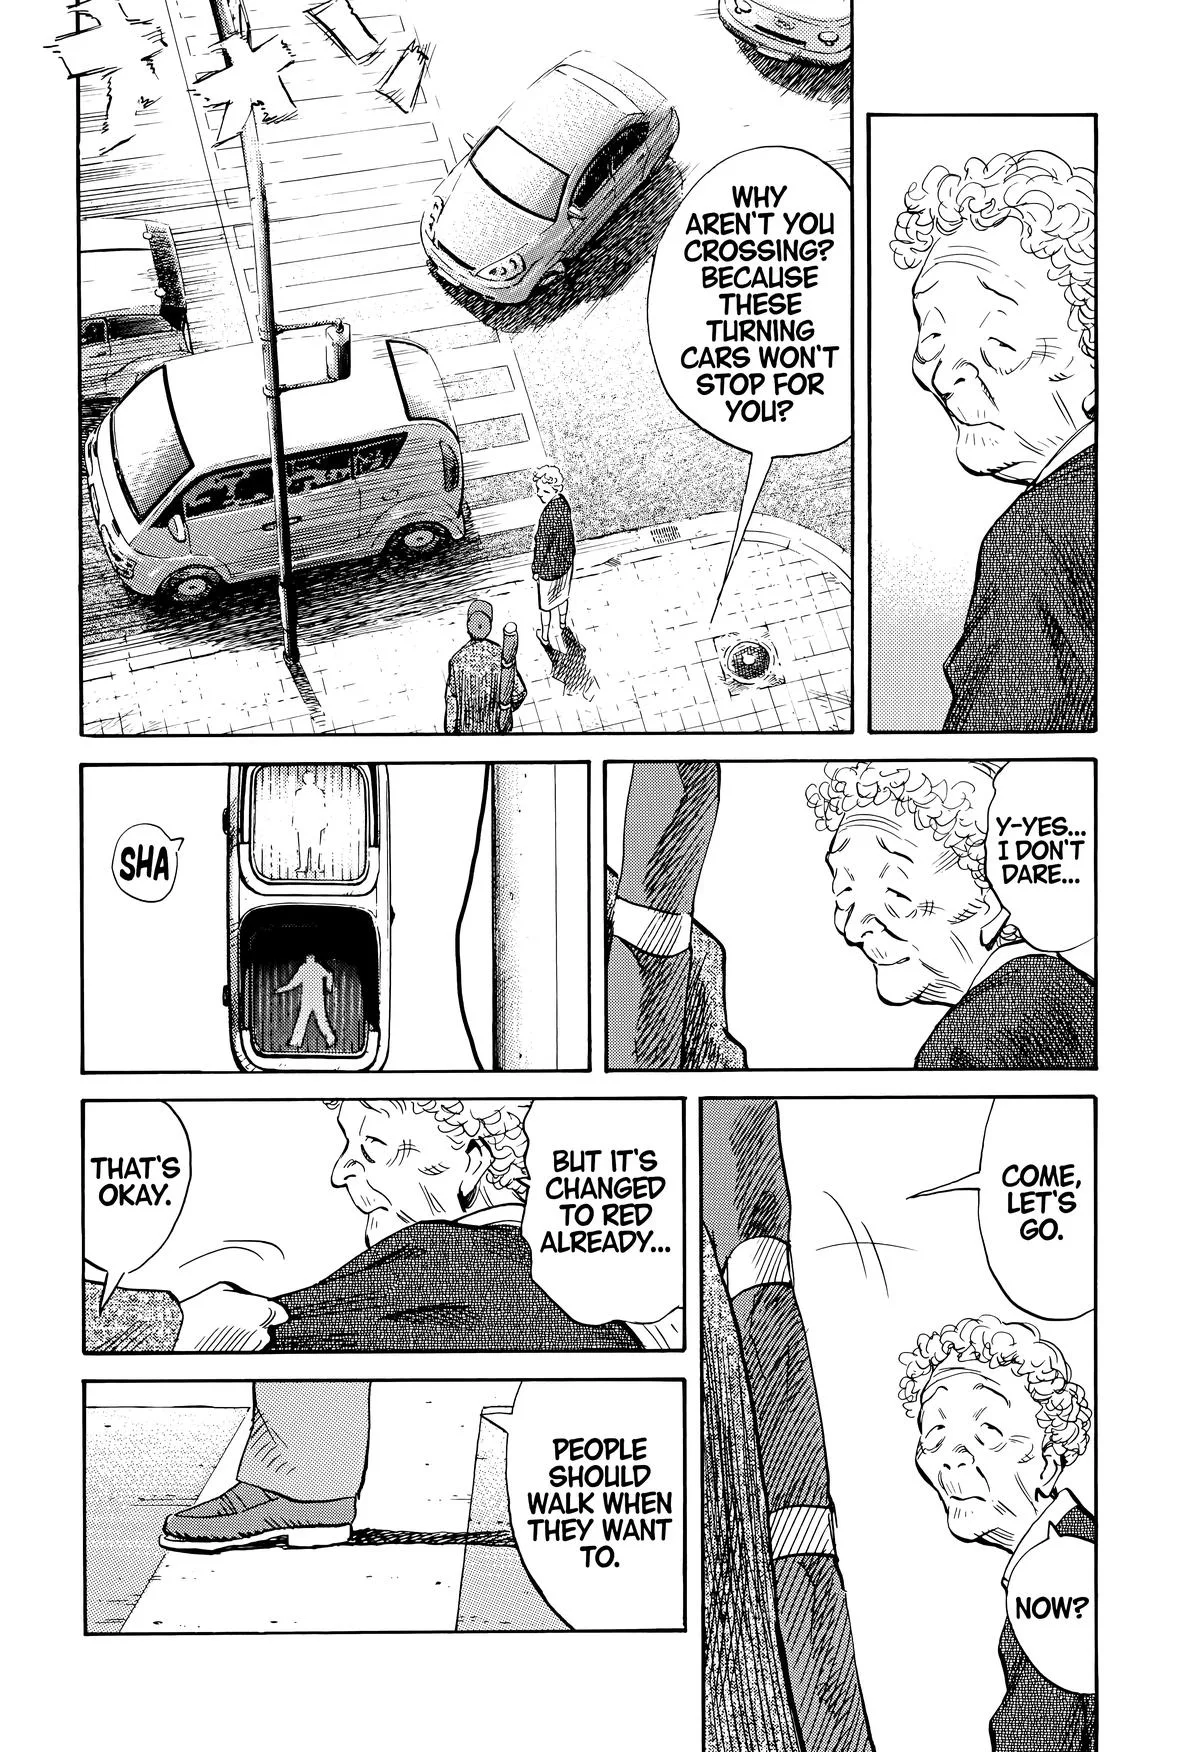 WHY
AREN'T YOU
CROSSING?
BECAUSE
THESE
TURNING
CARS WON'T
STOP FOR
YOU?
Y-YES...
I DON'T
DARE...
SHA
COME,
LET'S
GO.
NOW?
BUT IT'S
CHANGED
TO RED
ALREADY...
THAT'S
OKAY.
PEOPLE
SHOULD
WALK WHEN
THEY WANT
TO.